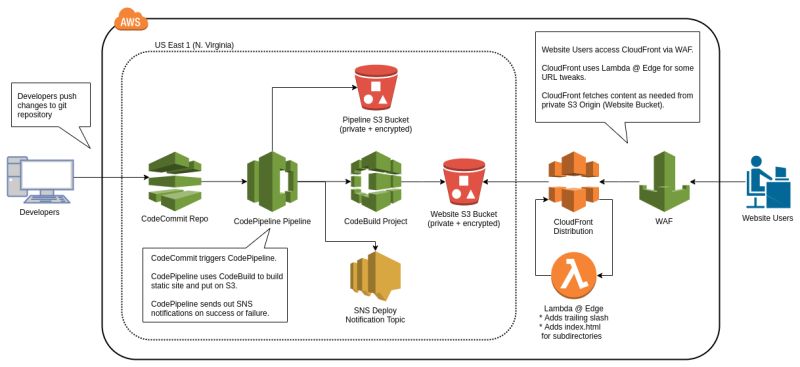 AWS
US East 1 (N. Virginia)
Website Users access CloudFront via WAF.
CloudFront uses Lambda @ Edge for some
URL tweaks.
CloudFront fetches content as needed from
private S3 Origin (Website Bucket).
Developers push
changes to git
repository
Pipeline S3 Bucket
(private + encrypted)
Developers
CodeCommit Repo
CodePipeline Pipeline
CodeBuild Project
Website S3 Bucket
(private + encrypted)
CloudFront
Distribution
WAF
Website Users
CodeCommit triggers CodePipeline.
CodePipeline uses CodeBuild to build
static site and put on S3.
CodePipeline sends out SNS
notifications on success or failure.
SNS Deploy
Notification Topic
Lambda @ Edge
* Adds trailing slash
* Adds index.html
for subdirectories